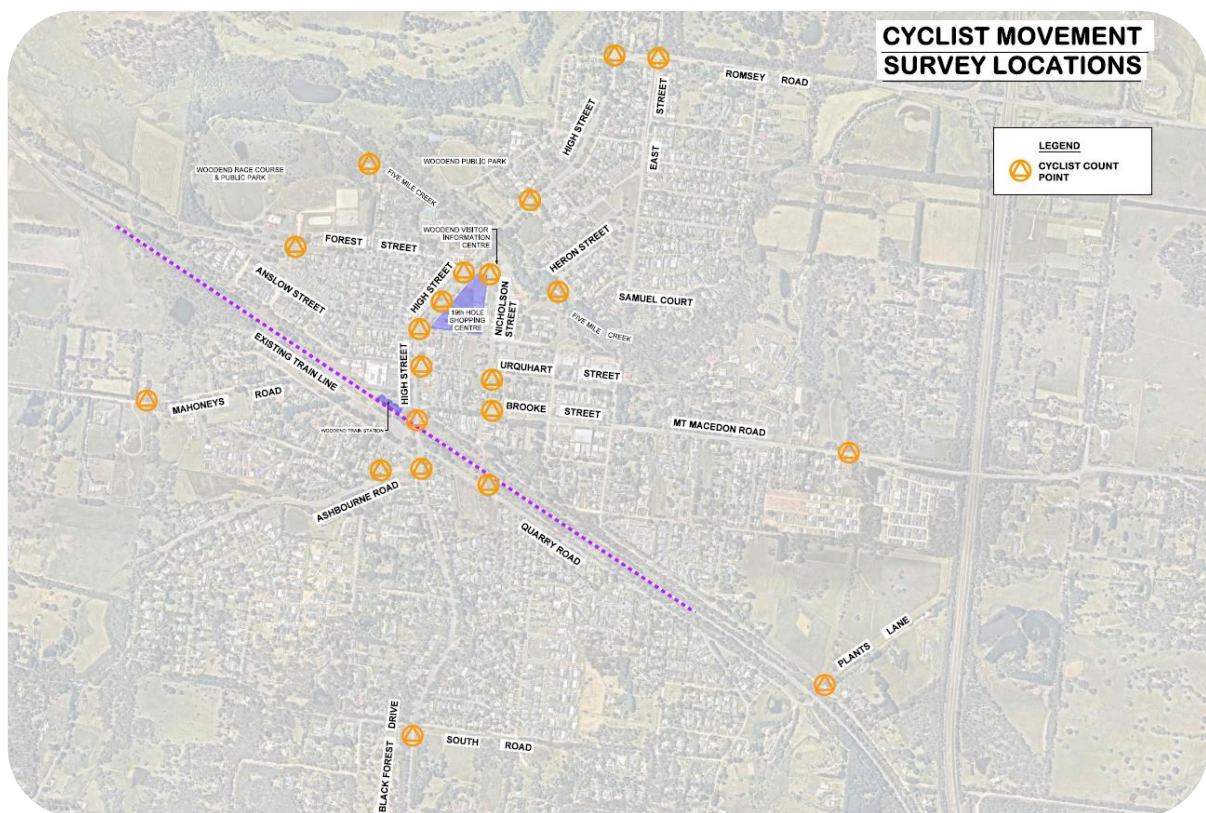 CYCLIST MOVEMENT
SURVEY LOCATIONS
ROMSEY ROAD
LEGEND
CYCLIST COUNT
POINT
HIGH STREET
EAST STREET
WOODEND PUBLIC PARK
WOODEND RACE COURSE
& PUBLIC PARK
FIVE MILE CREEK
WOODEND VISITOR
INFORMATION
CENTRE
HERON STREET
FOREST STREET
ANSLOW STREET
HIGH STREET
SAMUEL COURT
19th HOLE
SHOPPING
CENTRE
NICHOLSON
STREET
FIVE MILE CREEK
EXISTING TRAIN LINE
HIGH STREET
URQUHART STREET
MAHONEYS ROAD
BROOKE STREET
MT MACEDON ROAD
WOODEND TRAIN STATION
ASHBOURNE ROAD
QUARRY ROAD
PLANTS LANE
BLACK FOREST DRIVE
SOUTH ROAD